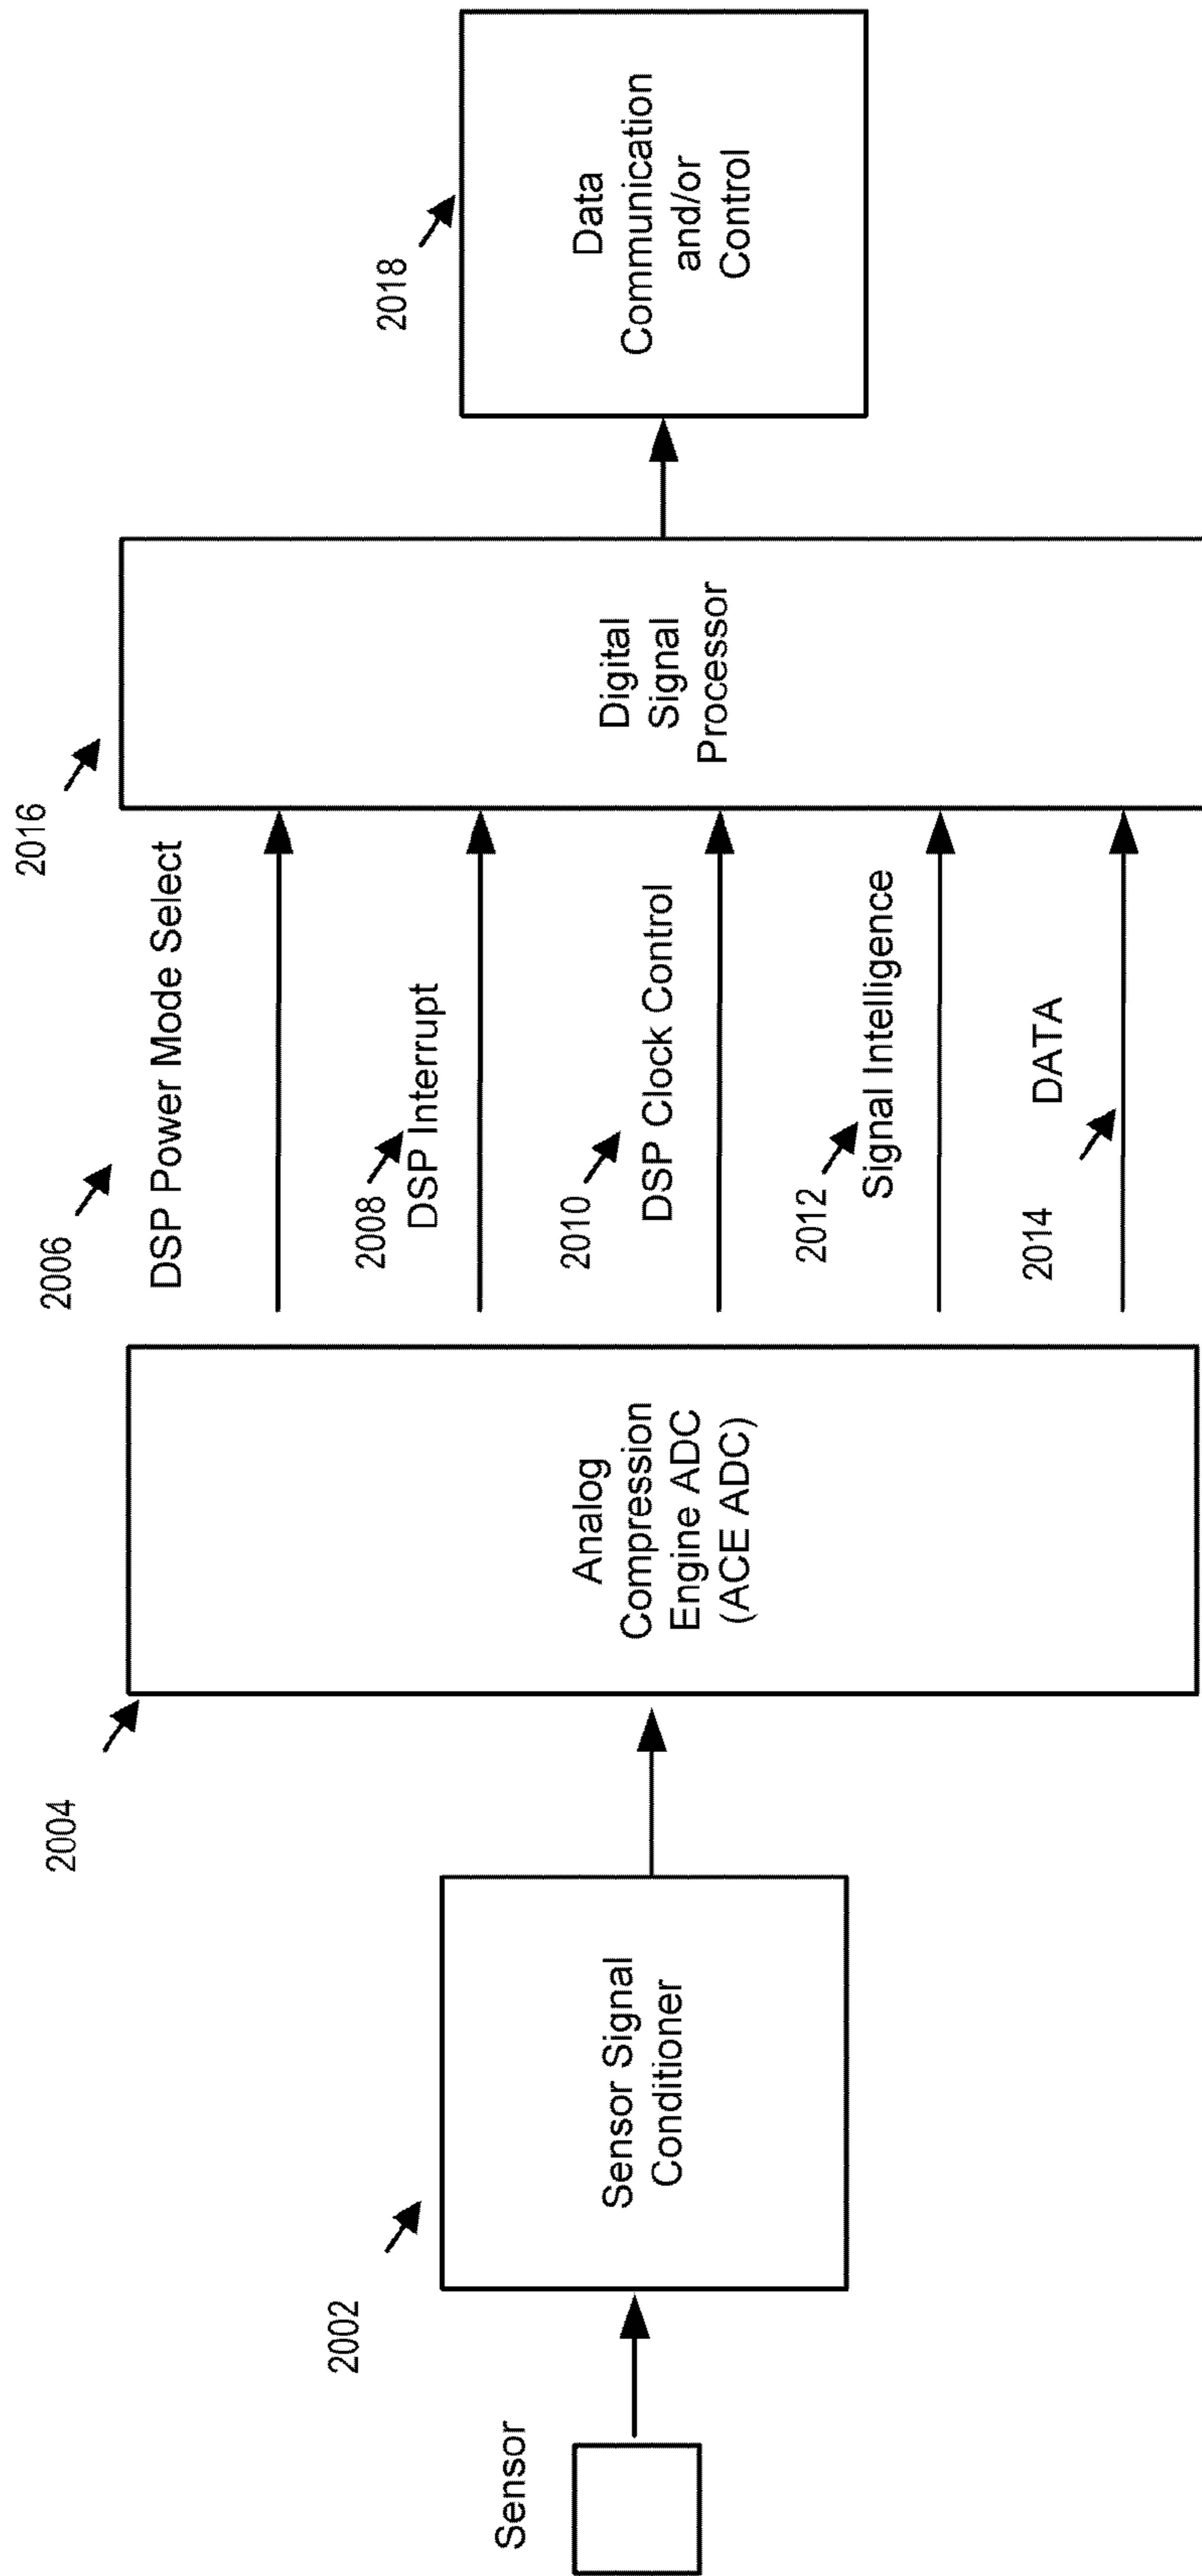 Sensor
2002
Sensor Signal
Conditioner
2004
Analog
Compression
Engine ADC
(ACE ADC)
2006
DSP Power Mode Select
2008
DSP Interrupt
2010
DSP Clock Control
2012
Signal Intelligence
2014
DATA
2016
Digital
Signal
Processor
2018
Data
Communication
and/or
Control